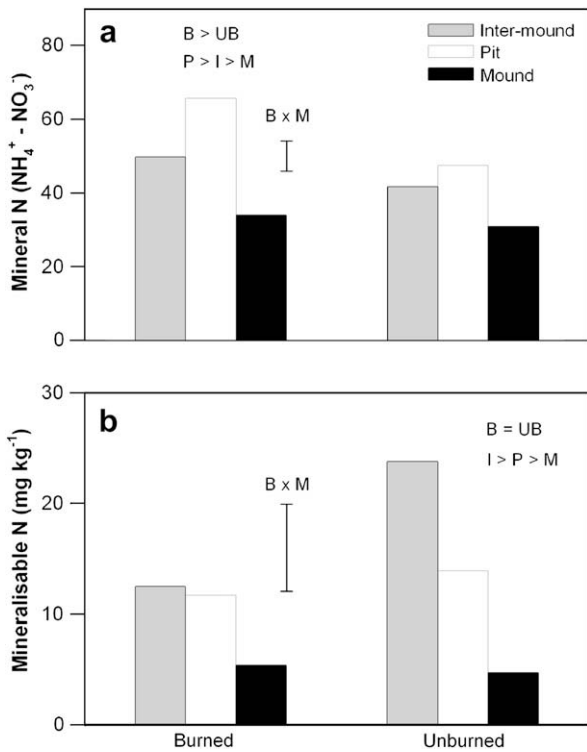 a
B > UB
P > I > M
B x M
Inter-mound
Pit
Mound
Mineral N (NH₄⁺ - NO₃⁻)
80
60
40
20
0
b
B x M
B = UB
I > P > M
Mineralisable N (mg kg⁻¹)
30
20
10
0
Burned
Unburned